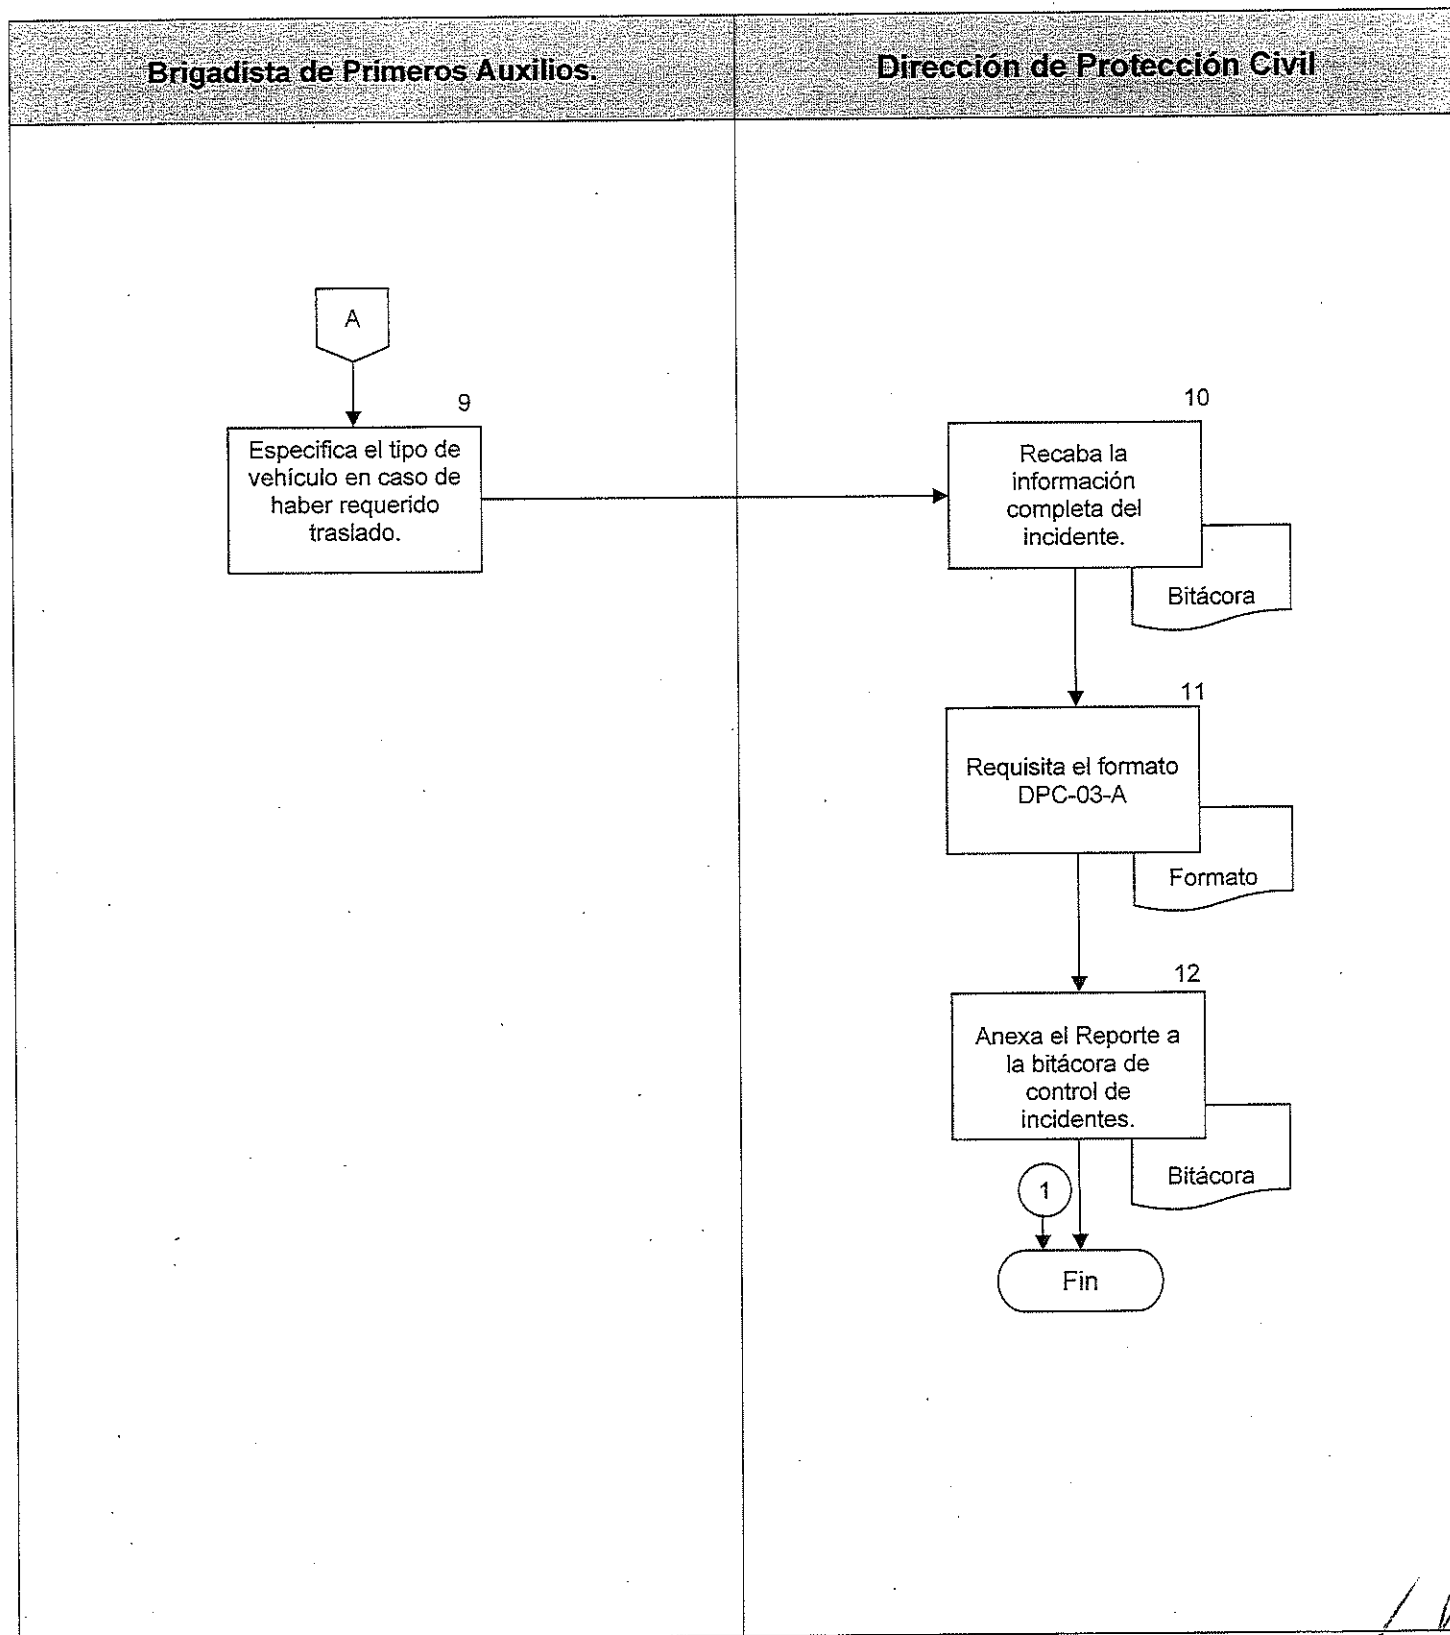 Brigadista de Primeros Auxilios.
Dirección de Protección Civil
A
9
Especifica el tipo de
vehículo en caso de
haber requerido
traslado.
10
Recaba la
información
completa del
incidente.
Bitácora
11
Requisita el formato
DPC-03-A
Formato
12
Anexa el Reporte a
la bitácora de
control de
incidentes.
Bitácora
1
Fin